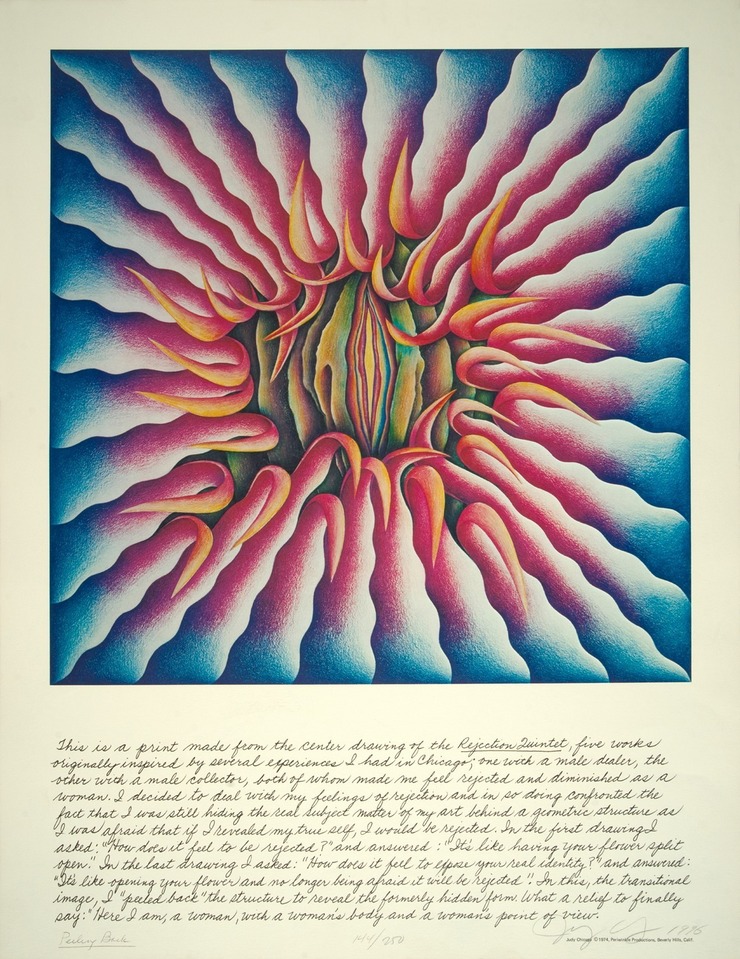 This is a print made from the center drawing of the Rejection Quintet, five works
originally inspired by several experiences I had in Chicago; one with a male dealer, the
other with a male collector, both of whom made me feel rejected and diminished as a
woman. I decided to deal with my feelings of rejection and in so doing confronted the
fact that I was still hiding the real subject matter of my art behind a geometric structure as
I was afraid that if I revealed my true self, I would be rejected. In the first drawing I
asked: "How does it feel to be rejected?" and answered: "It's like having your flower split
open." In the last drawing I asked: "How does it feel to expose your real identity?" and answered:
"It's like opening your flower and no longer being afraid it will be rejected". In this, the transitional
image, I "peeled back" the structure to reveal the formerly hidden form. What a relief to finally
say: "Here I am, a woman, with a woman's body and a woman's point of view.
Peeling Back 144/250
Judy Chicago © 1974, Personally Productions, Beverly Hills, Calif.